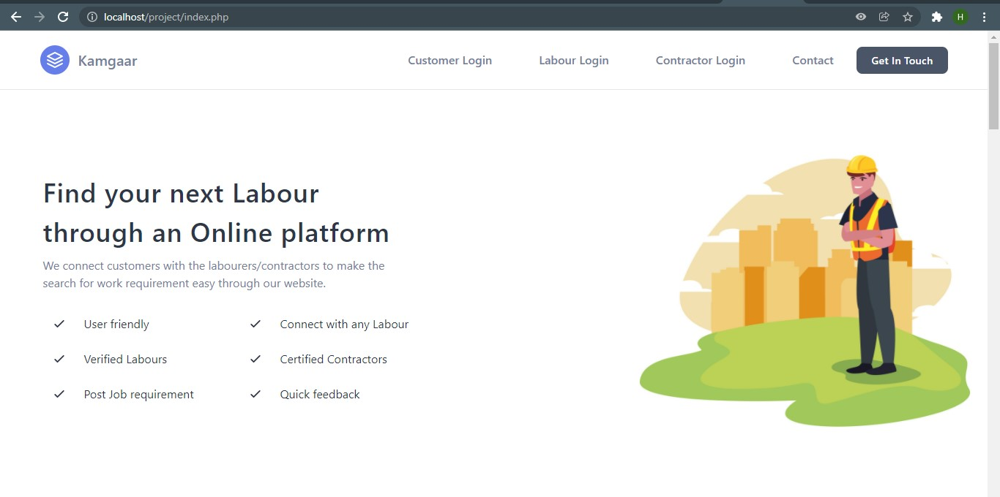 localhost/project/index.php
H
Kamgaar
Customer Login
Labour Login
Contractor Login
Contact
Get In Touch
Find your next Labour
through an Online platform
We connect customers with the labourers/contractors to make the
search for work requirement easy through our website.
User friendly
Connect with any Labour
Verified Labours
Certified Contractors
Post Job requirement
Quick feedback